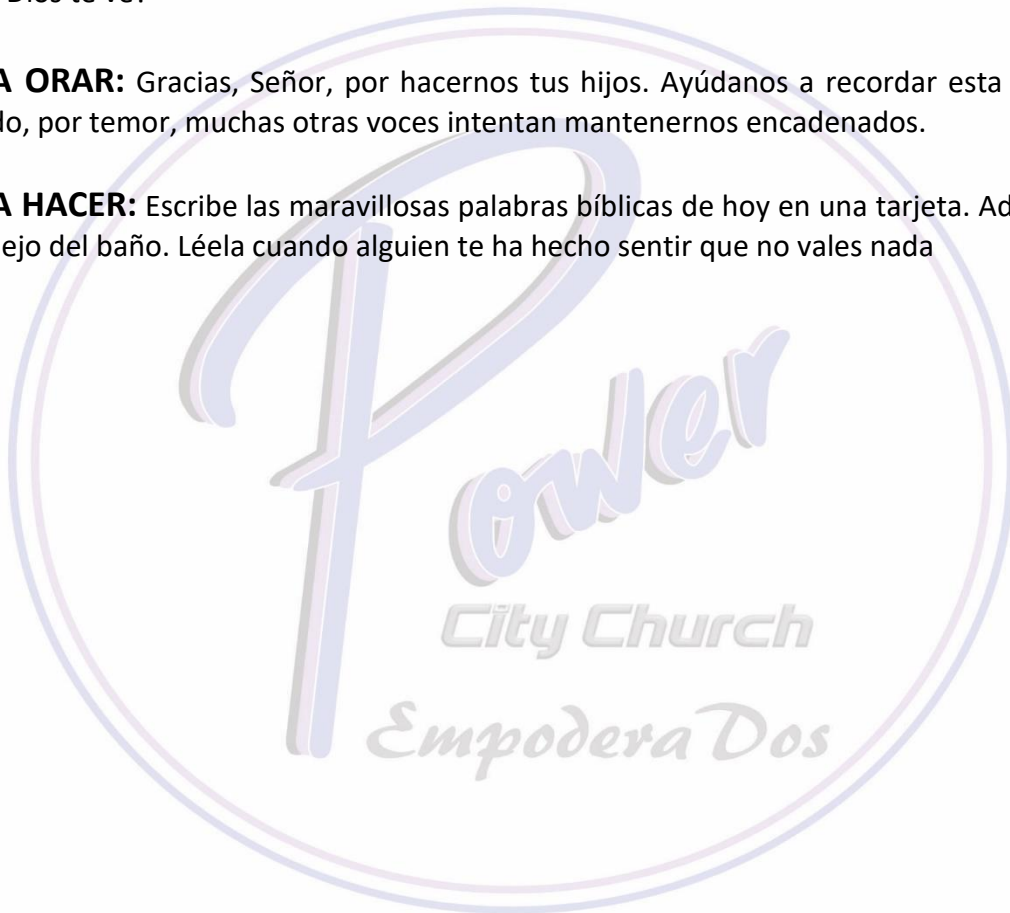 Dios te ve?
A ORAR: Gracias, Señor, por hacernos tus hijos. Ayúdanos a recordar esta
do, por temor, muchas otras voces intentan mantenernos encadenados.
A HACER: Escribe las maravillosas palabras bíblicas de hoy en una tarjeta. Ad
ejo del baño. Léela cuando alguien te ha hecho sentir que no vales nada
Power
City Church
EmpoderaDos